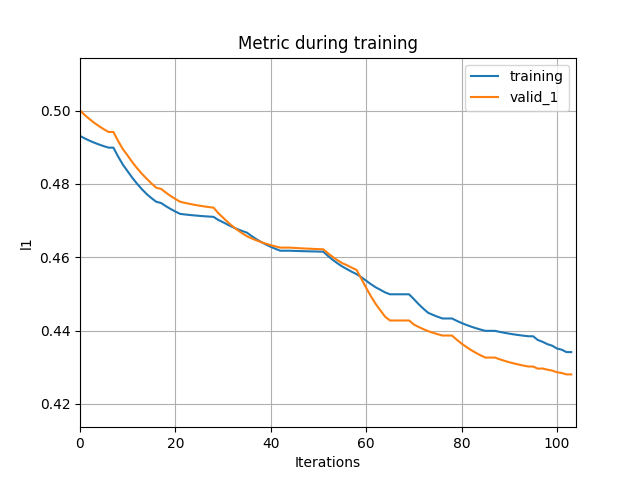 Metric during training
training
valid_1
0.50
0.48
0.46
0.44
0.42
l1
0 20 40 60 80 100
Iterations